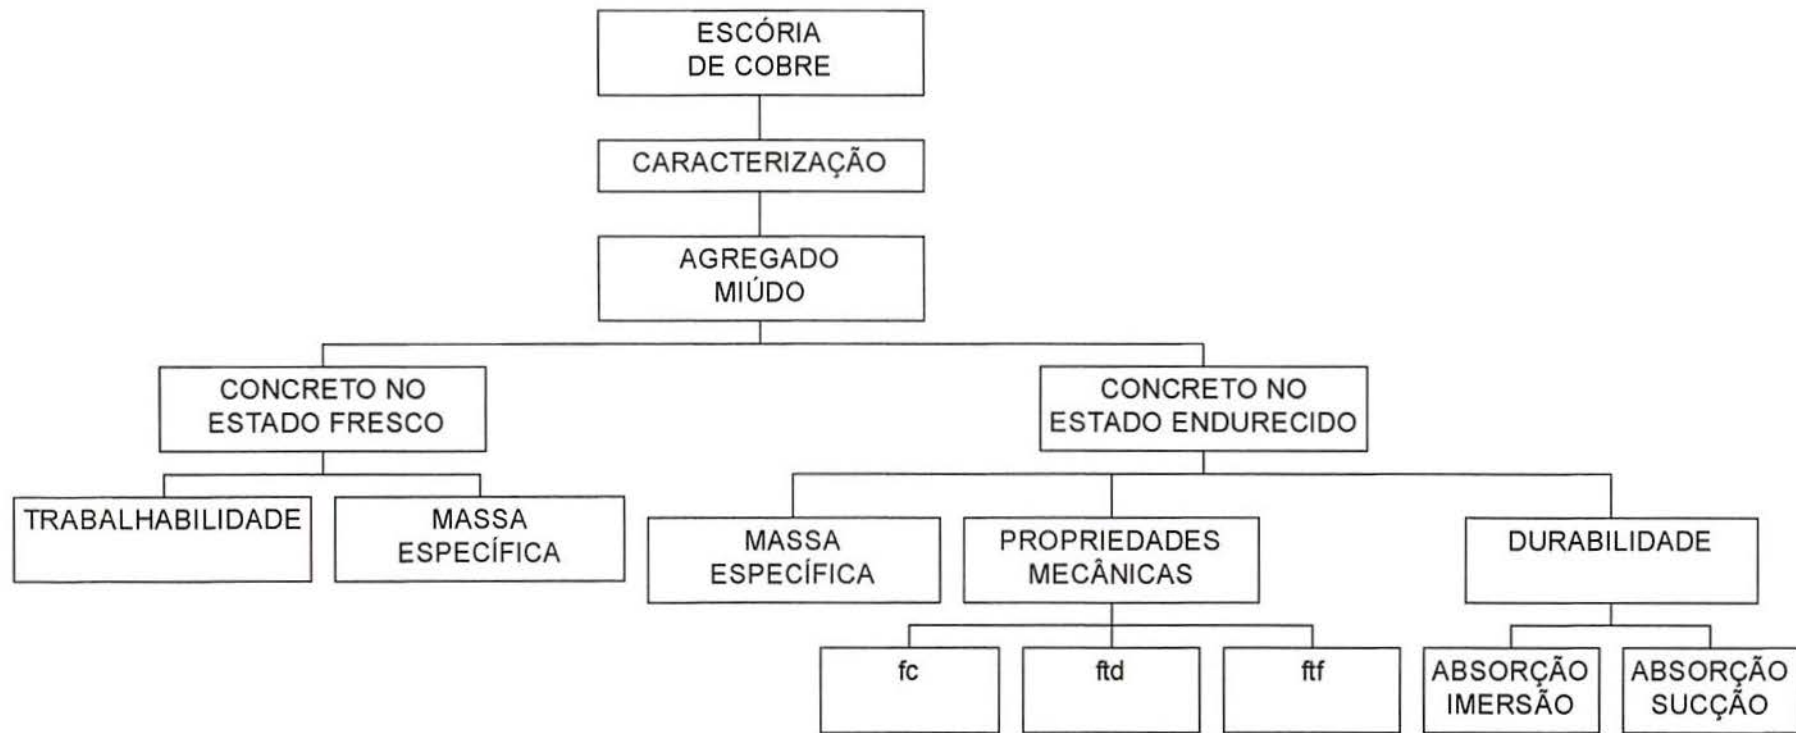 ESCÓRIA
DE COBRE
CARACTERIZAÇÃO
AGREGADO
MIÚDO
CONCRETO NO
ESTADO FRESCO
CONCRETO NO
ESTADO ENDURECIDO
TRABALHABILIDADE
MASSA
ESPECÍFICA
MASSA
ESPECÍFICA
PROPRIEDADES
MECÂNICAS
DURABILIDADE
fc
ftd
ftf
ABSORÇÃO
IMERSÃO
ABSORÇÃO
SUCÇÃO